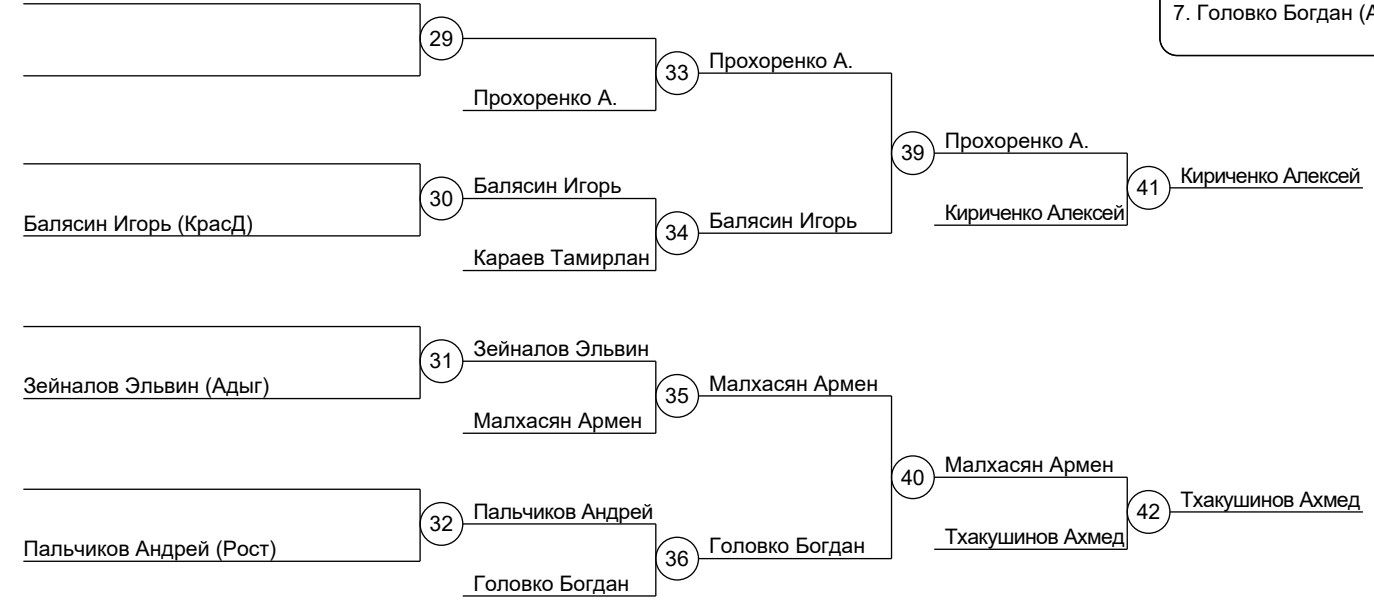 7. Головко Богдан (А
29
Прохоренко А.
33
Прохоренко А.
39
Прохоренко А.
41
Кириченко Алексей
Кириченко Алексей
30
Балясин Игорь
Балясин Игорь (КрасД)
34
Балясин Игорь
Караев Тамирлан
31
Зейналов Эльвин
Зейналов Эльвин (Адыг)
35
Малхасян Армен
Малхасян Армен
40
Малхасян Армен
42
Тхакушинов Ахмед
Тхакушинов Ахмед
32
Пальчиков Андрей
Пальчиков Андрей (Рост)
36
Головко Богдан
Головко Богдан